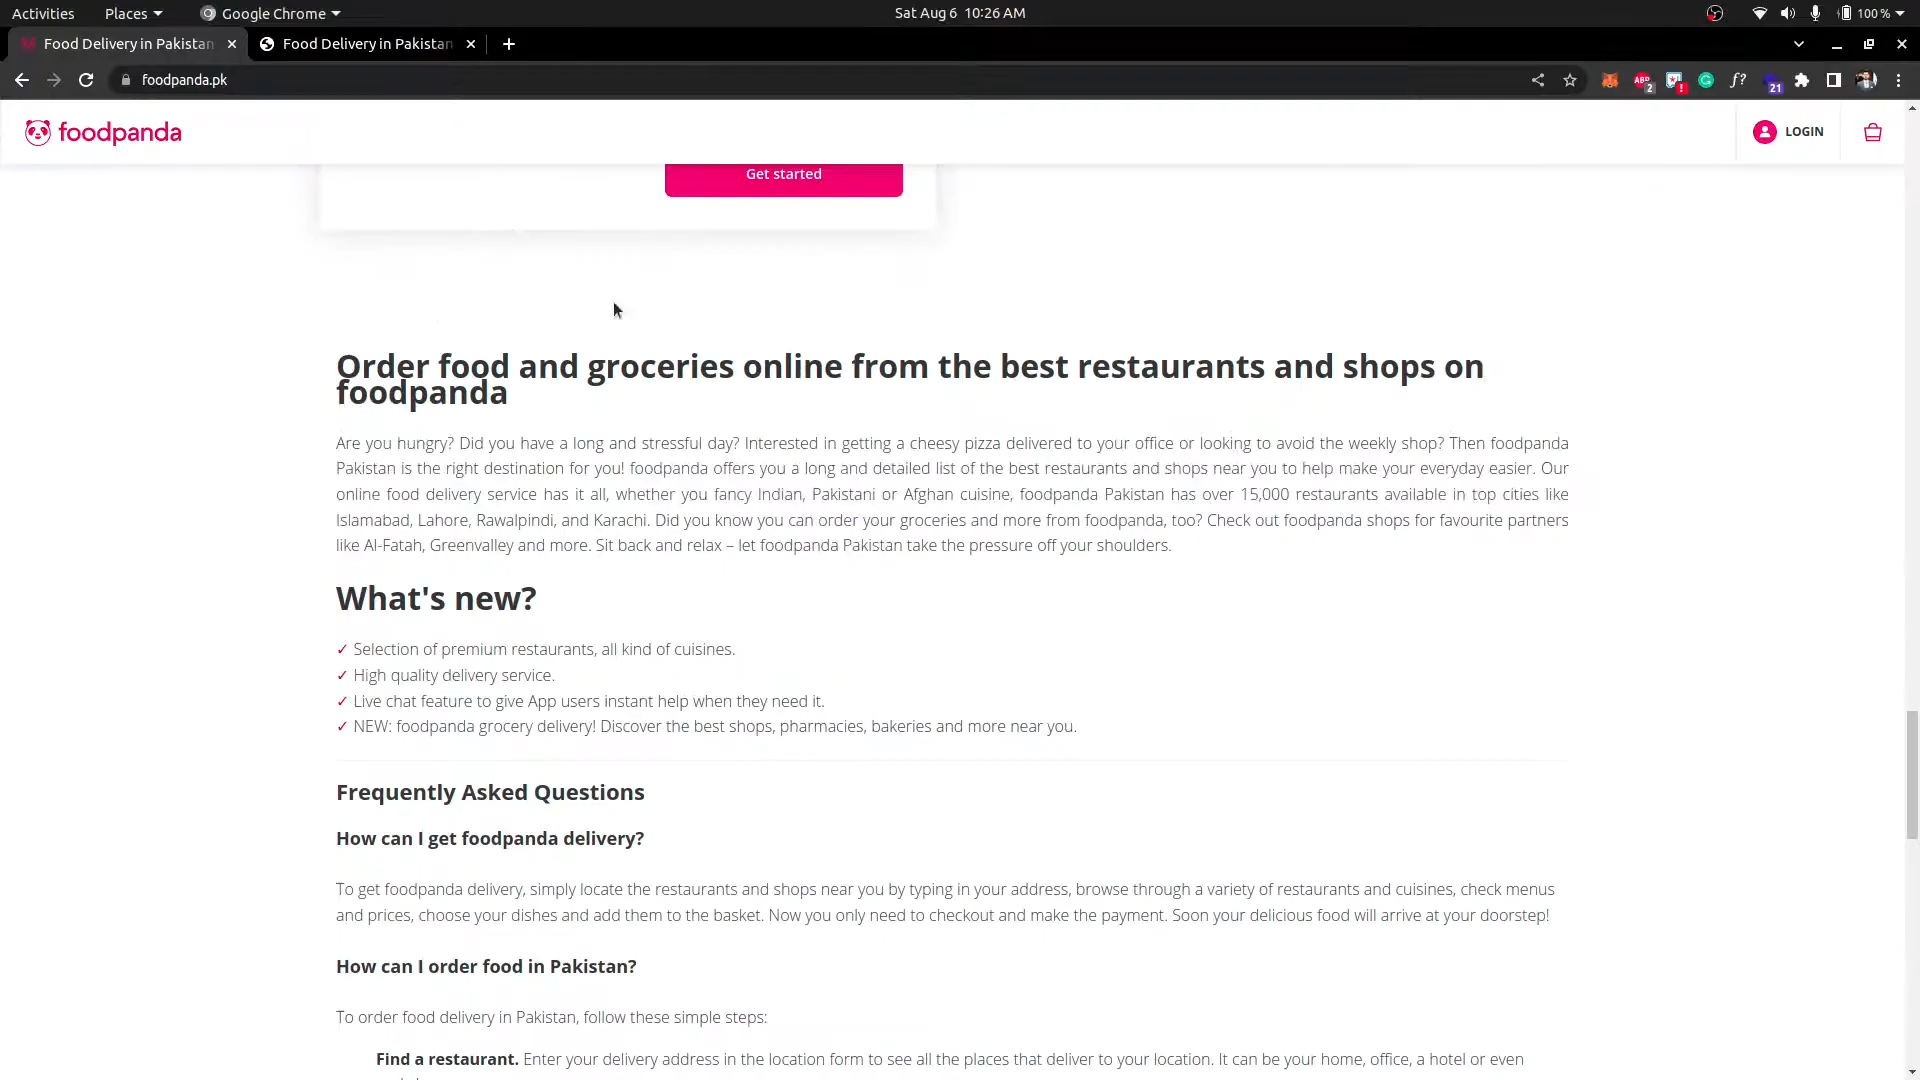 Activities Places Google Chrome Sat Aug 6 10:26 AM 100 %
Food Delivery in Pakistan Food Delivery in Pakistan
foodpanda.pk ABP 2 ! f? 21
foodpanda LOGIN
Get started
Order food and groceries online from the best restaurants and shops on
foodpanda
Are you hungry? Did you have a long and stressful day? Interested in getting a cheesy pizza delivered to your office or looking to avoid the weekly shop? Then foodpanda
Pakistan is the right destination for you! foodpanda offers you a long and detailed list of the best restaurants and shops near you to help make your everyday easier. Our
online food delivery service has it all, whether you fancy Indian, Pakistani or Afghan cuisine, foodpanda Pakistan has over 15,000 restaurants available in top cities like
Islamabad, Lahore, Rawalpindi, and Karachi. Did you know you can order your groceries and more from foodpanda, too? Check out foodpanda shops for favourite partners
like Al-Fatah, Greenvalley and more. Sit back and relax – let foodpanda Pakistan take the pressure off your shoulders.
What's new?
✓ Selection of premium restaurants, all kind of cuisines.
✓ High quality delivery service.
✓ Live chat feature to give App users instant help when they need it.
✓ NEW: foodpanda grocery delivery! Discover the best shops, pharmacies, bakeries and more near you.
Frequently Asked Questions
How can I get foodpanda delivery?
To get foodpanda delivery, simply locate the restaurants and shops near you by typing in your address, browse through a variety of restaurants and cuisines, check menus
and prices, choose your dishes and add them to the basket. Now you only need to checkout and make the payment. Soon your delicious food will arrive at your doorstep!
How can I order food in Pakistan?
To order food delivery in Pakistan, follow these simple steps:
Find a restaurant. Enter your delivery address in the location form to see all the places that deliver to your location. It can be your home, office, a hotel or even